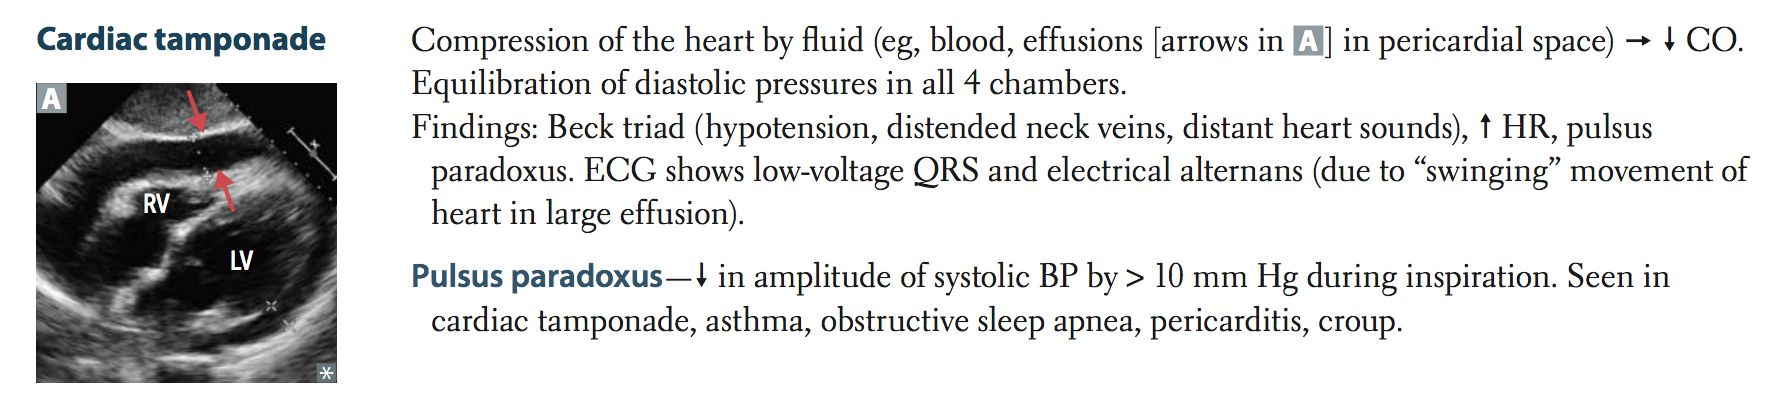 Cardiac tamponade
A
RV
LV
*
Compression of the heart by fluid (eg, blood, effusions [arrows in A] in pericardial space) → ↓ CO.
Equilibration of diastolic pressures in all 4 chambers.
Findings: Beck triad (hypotension, distended neck veins, distant heart sounds), ↑ HR, pulsus
paradoxus. ECG shows low-voltage QRS and electrical alternans (due to “swinging” movement of
heart in large effusion).
Pulsus paradoxus—↓ in amplitude of systolic BP by > 10 mm Hg during inspiration. Seen in
cardiac tamponade, asthma, obstructive sleep apnea, pericarditis, croup.